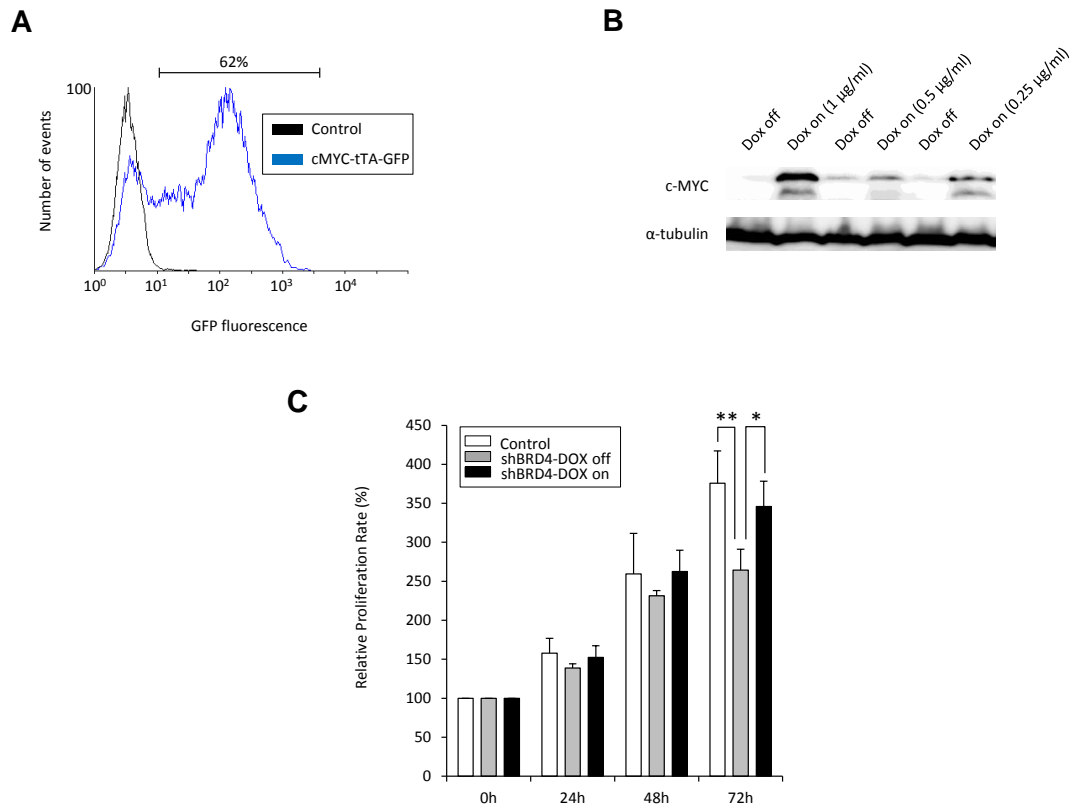 A
62%
100
Control
cMYC-tTA-GFP
Number of events
10⁰ 10¹ 10² 10³ 10⁴
GFP fluorescence
B
Dox off
Dox on (1 µg/ml)
Dox off
Dox on (0.5 µg/ml)
Dox off
Dox on (0.25 µg/ml)
c-MYC
α-tubulin
C
450
400
350
300
250
200
150
100
50
0
Relative Proliferation Rate (%)
Control
shBRD4-DOX off
shBRD4-DOX on
** *
0h 24h 48h 72h